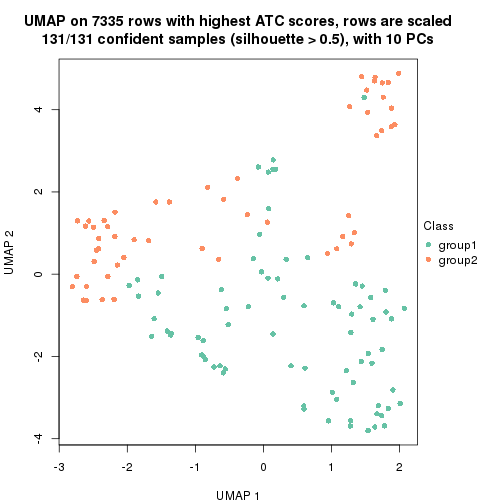 UMAP on 7335 rows with highest ATC scores, rows are scaled
131/131 confident samples (silhouette > 0.5), with 10 PCs
4
2
0
-2
-4
UMAP 2
-3
-2
-1
0
1
2
UMAP 1
Class
group1
group2